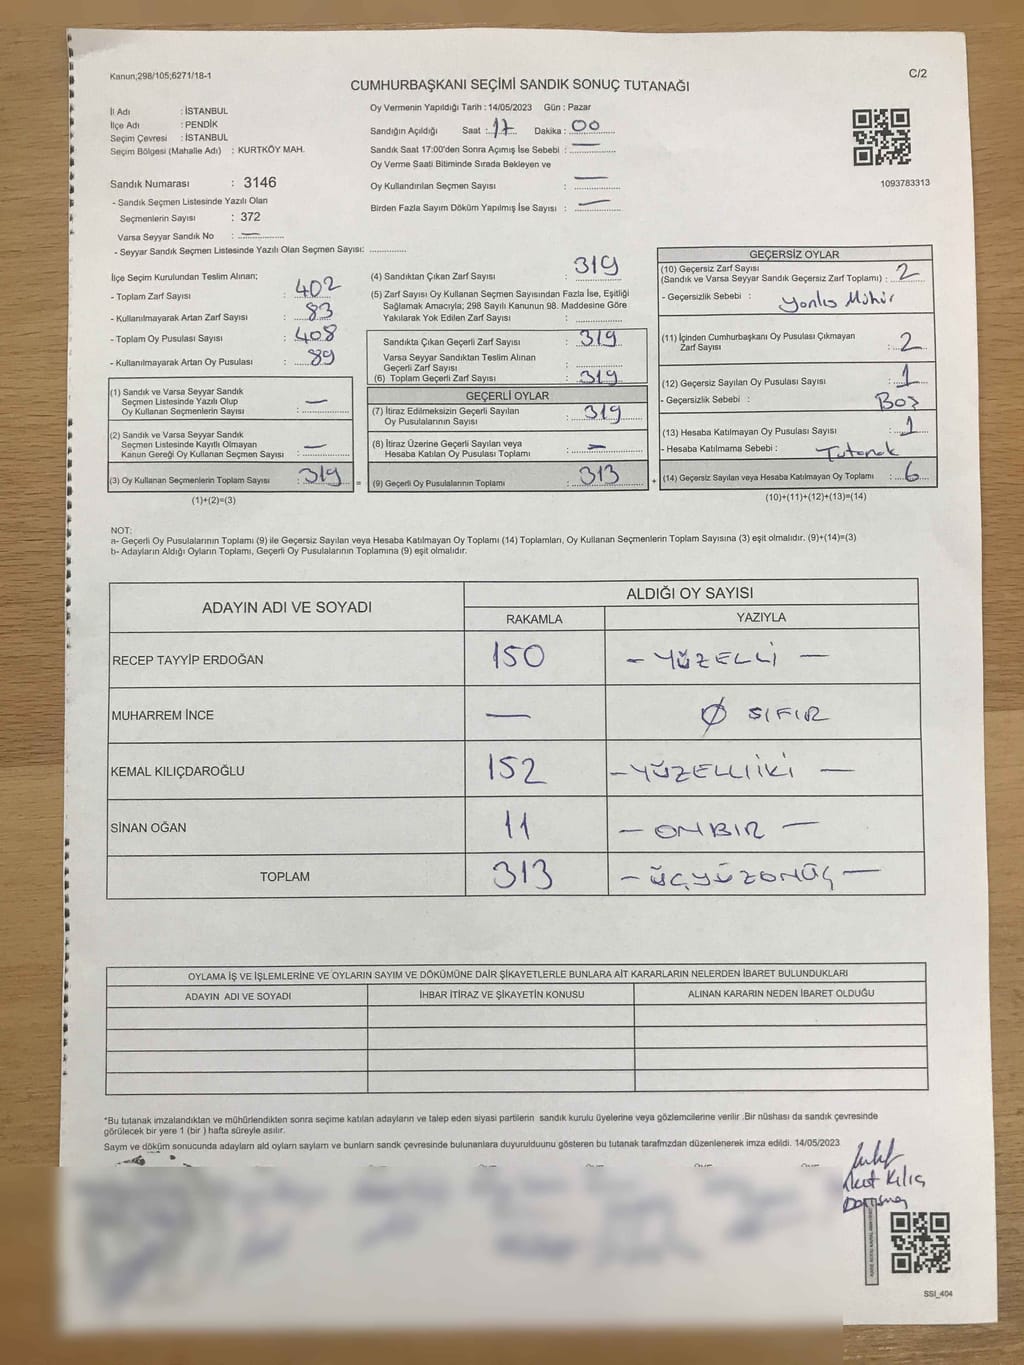 Kanun;298/105;6271/18-1
C/2
CUMHURBAŞKANI SEÇİMİ SANDIK SONUÇ TUTANAĞI
İl Adı : İSTANBUL
İlçe Adı : PENDİK
Seçim Çevresi : İSTANBUL
Seçim Bölgesi (Mahalle Adı) : KURTKÖY MAH.
Sandık Numarası : 3146
- Sandık Seçmen Listesinde Yazılı Olan
Seçmenlerin Sayısı : 372
Varsa Seyyar Sandık No : —
- Seyyar Sandık Seçmen Listesinde Yazılı Olan Seçmen Sayısı: ..............
Oy Vermenin Yapıldığı Tarih : 14/05/2023 Gün : Pazar
Sandığın Açıldığı Saat : 17 Dakika : 00
Sandık Saat 17:00'den Sonra Açımış İse Sebebi : —
Oy Verme Saati Bitiminde Sırada Bekleyen ve
Oy Kullandırılan Seçmen Sayısı : —
Birden Fazla Sayım Döküm Yapılmış İse Sayısı : —
1093783313
İlçe Seçim Kurulundan Teslim Alınan;
- Toplam Zarf Sayısı : 402
- Kullanılmayarak Artan Zarf Sayısı : 83
- Toplam Oy Pusulası Sayısı : 408
- Kullanılmayarak Artan Oy Pusulası : 89
(1) Sandık ve Varsa Seyyar Sandık
Seçmen Listesinde Yazılı Olup
Oy Kullanan Seçmenlerin Sayısı : —
(2) Sandık ve Varsa Seyyar Sandık
Seçmen Listesinde Kayıtlı Olmayan
Kanun Gereği Oy Kullanan Seçmen Sayısı : —
(3) Oy Kullanan Seçmenlerin Toplam Sayısı : 319 =
(1)+(2)=(3)
(4) Sandıktan Çıkan Zarf Sayısı : 319
(5) Zarf Sayısı Oy Kullanan Seçmen Sayısından Fazla İse, Eşitliği
Sağlamak Amacıyla; 298 Sayılı Kanunun 98. Maddesine Göre
Yakılarak Yok Edilen Zarf Sayısı : ..............
Sandıkta Çıkan Geçerli Zarf Sayısı : 319
Varsa Seyyar Sandıktan Teslim Alınan
Geçerli Zarf Sayısı : ..............
(6) Toplam Geçerli Zarf Sayısı : 319
GEÇERLİ OYLAR
(7) İtiraz Edilmeksizin Geçerli Sayılan
Oy Pusulalarının Sayısı : 319
(8) İtiraz Üzerine Geçerli Sayılan veya
Hesaba Katılan Oy Pusulası Toplamı : —
(9) Geçerli Oy Pusulalarının Toplamı : 313 +
GEÇERSİZ OYLAR
(10) Geçersiz Zarf Sayısı
(Sandık ve Varsa Seyyar Sandık Geçersiz Zarf Toplamı) : 2
- Geçersizlik Sebebi : Yanlış Mühür
(11) İçinden Cumhurbaşkanı Oy Pusulası Çıkmayan
Zarf Sayısı : 2
(12) Geçersiz Sayılan Oy Pusulası Sayısı : 1
- Geçersizlik Sebebi : Boş
(13) Hesaba Katılmayan Oy Pusulası Sayısı : 1
- Hesaba Katılmama Sebebi : Tutanak
(14) Geçersiz Sayılan veya Hesaba Katılmayan Oy Toplamı : 6
(10)+(11)+(12)+(13)=(14)
NOT:
a- Geçerli Oy Pusulalarının Toplamı (9) ile Geçersiz Sayılan veya Hesaba Katılmayan Oy Toplamı (14) Toplamları, Oy Kullanan Seçmenlerin Toplam Sayısına (3) eşit olmalıdır. (9)+(14)=(3)
b- Adayların Aldığı Oyların Toplamı, Geçerli Oy Pusulalarının Toplamına (9) eşit olmalıdır.
ADAYIN ADI VE SOYADI ALDIĞI OY SAYISI
RAKAMLA YAZIYLA
RECEP TAYYİP ERDOĞAN 150 — YÜZELLİ —
MUHARREM İNCE — Ø SIFIR
KEMAL KILIÇDAROĞLU 152 — YÜZELLİİKİ —
SİNAN OĞAN 11 — ONBİR —
TOPLAM 313 — ÜÇYÜZONÜÇ —
OYLAMA İŞ VE İŞLEMLERİNE VE OYLARIN SAYIM VE DÖKÜMÜNE DAİR ŞİKAYETLERLE BUNLARA AİT KARARLARIN NELERDEN İBARET BULUNDUKLARI
ADAYIN ADI VE SOYADI İHBAR İTİRAZ VE ŞİKAYETİN KONUSU ALINAN KARARIN NEDEN İBARET OLDUĞU
*Bu tutanak imzalandıktan ve mühürlendikten sonra seçime katılan adayların ve talep eden siyasi partilerin sandık kurulu üyelerine veya gözlemcilerine verilir .Bir nüshası da sandık çevresinde
görülecek bir yere 1 (bir ) hafta süreyle asılır.
Sayım ve döküm sonucunda adayların ald oyların sayılam ve bunların sandk çevresinde bulunanlara duyurulduunu gösteren bu tutanak tarafmzdan düzenlenerek imza edildi. 14/05/2023
Kılıç
SSI_404